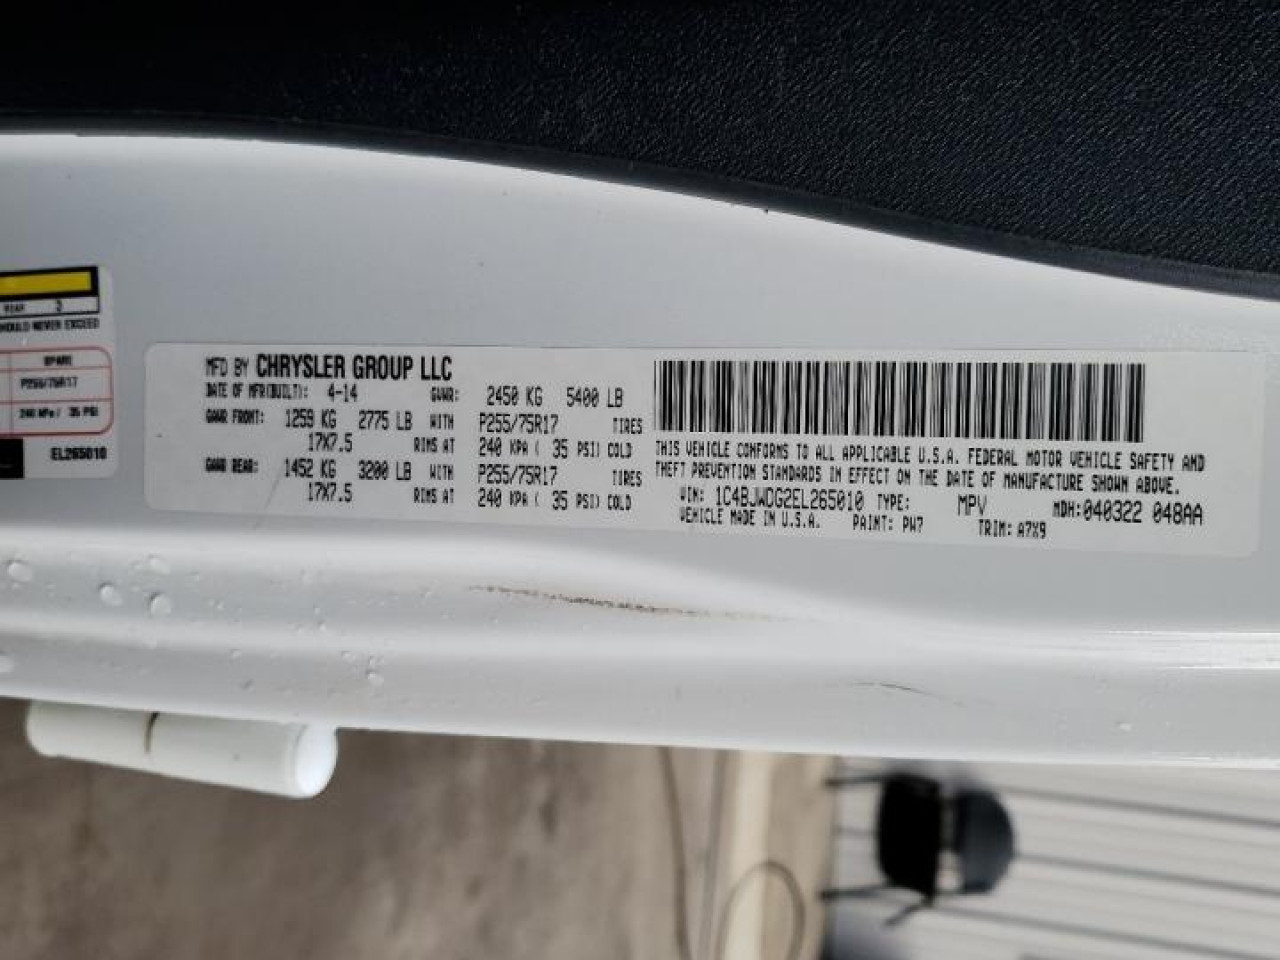 REAR 2
SHOULD NEVER EXCEED
SPARE
P255/75R17
240 KPA / 35 PSI
EL265010
MFD BY CHRYSLER GROUP LLC
DATE OF MFR(BUILT): 4-14 GVWR: 2450 KG 5400 LB
GAWR FRONT: 1259 KG 2775 LB WITH P255/75R17 TIRES
17X7.5 RIMS AT 240 KPA ( 35 PSI) COLD
GAWR REAR: 1452 KG 3200 LB WITH P255/75R17 TIRES
17X7.5 RIMS AT 240 KPA ( 35 PSI) COLD
THIS VEHICLE CONFORMS TO ALL APPLICABLE U.S.A. FEDERAL MOTOR VEHICLE SAFETY AND
THEFT PREVENTION STANDARDS IN EFFECT ON THE DATE OF MANUFACTURE SHOWN ABOVE.
VIN: 1C4BJWDG2EL265010 TYPE: MPV MDH:040322 048AA
VEHICLE MADE IN U.S.A. PAINT: PW7 TRIM: A7X9